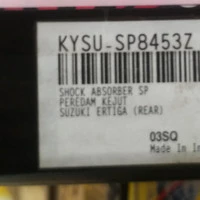 KYSU-SP8453Z
SHOCK ABSORBER SP
PEREDAM KEJUT
SUZUKI ERTIGA (REAR)
03SQ
Made In